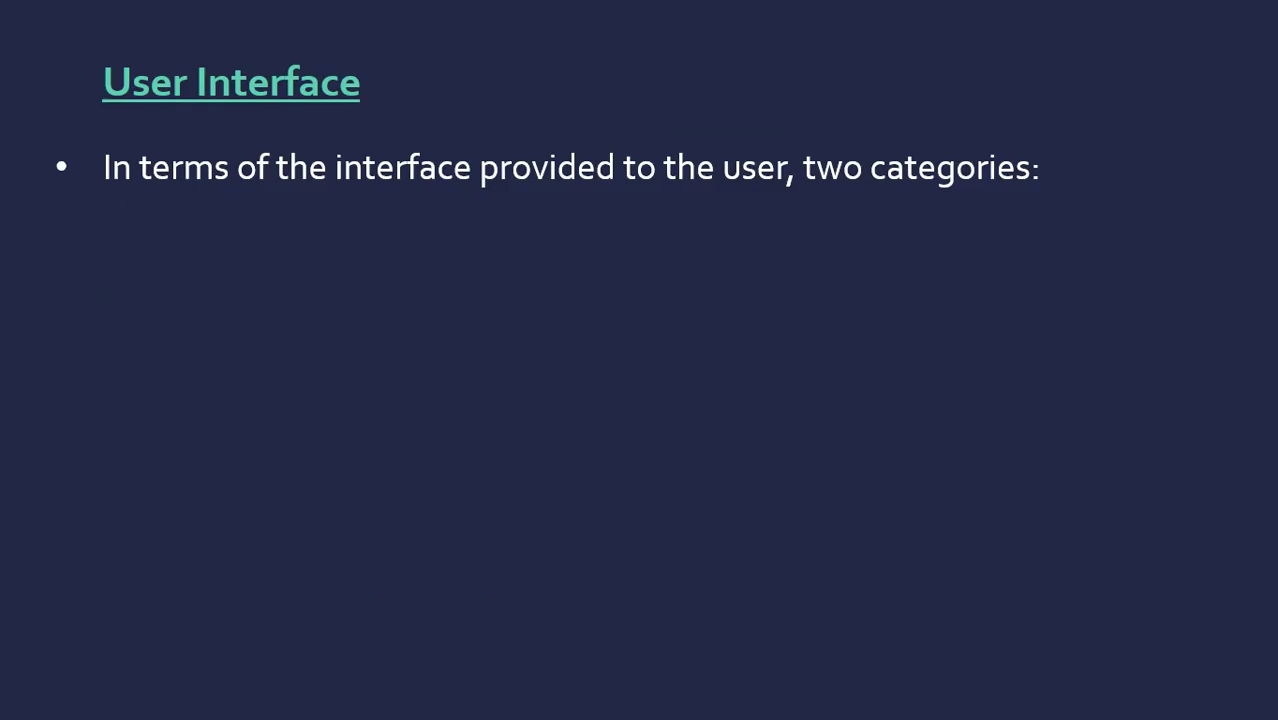 User Interface
• In terms of the interface provided to the user, two categories: